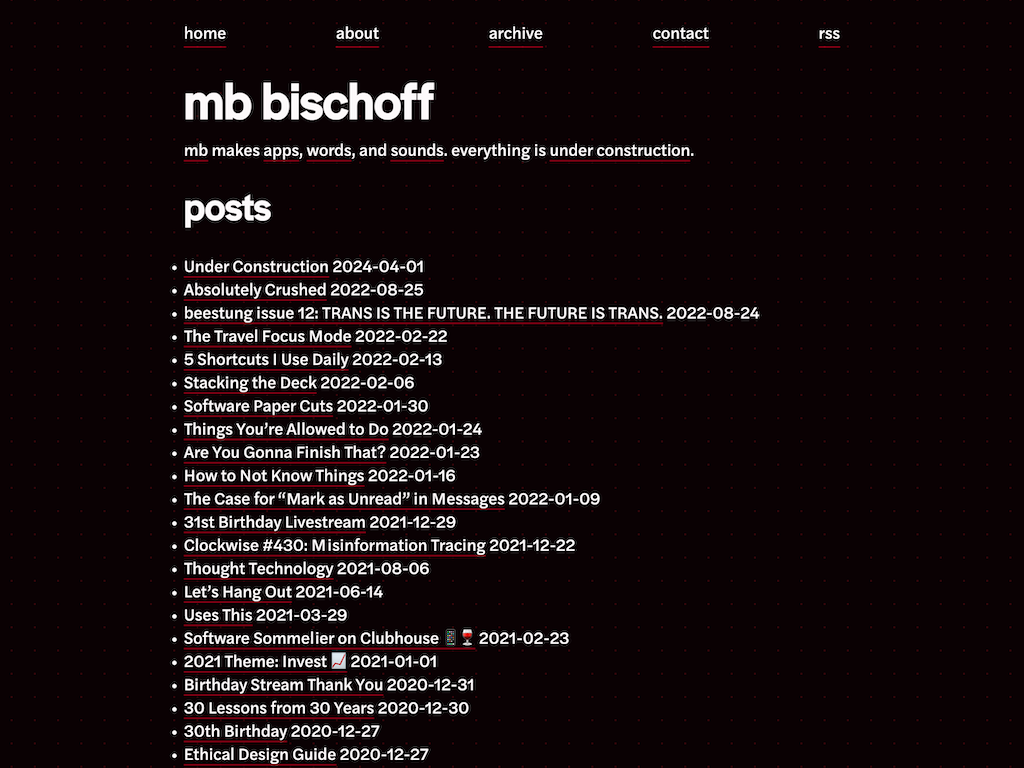 home about archive contact rss
mb bischoff
mb makes apps, words, and sounds. everything is under construction.
posts
• Under Construction 2024-04-01
• Absolutely Crushed 2022-08-25
• beestung issue 12: TRANS IS THE FUTURE. THE FUTURE IS TRANS. 2022-08-24
• The Travel Focus Mode 2022-02-22
• 5 Shortcuts I Use Daily 2022-02-13
• Stacking the Deck 2022-02-06
• Software Paper Cuts 2022-01-30
• Things You’re Allowed to Do 2022-01-24
• Are You Gonna Finish That? 2022-01-23
• How to Not Know Things 2022-01-16
• The Case for “Mark as Unread” in Messages 2022-01-09
• 31st Birthday Livestream 2021-12-29
• Clockwise #430: Misinformation Tracing 2021-12-22
• Thought Technology 2021-08-06
• Let’s Hang Out 2021-06-14
• Uses This 2021-03-29
• Software Sommelier on Clubhouse 📱🍷 2021-02-23
• 2021 Theme: Invest 📈 2021-01-01
• Birthday Stream Thank You 2020-12-31
• 30 Lessons from 30 Years 2020-12-30
• 30th Birthday 2020-12-27
• Ethical Design Guide 2020-12-27